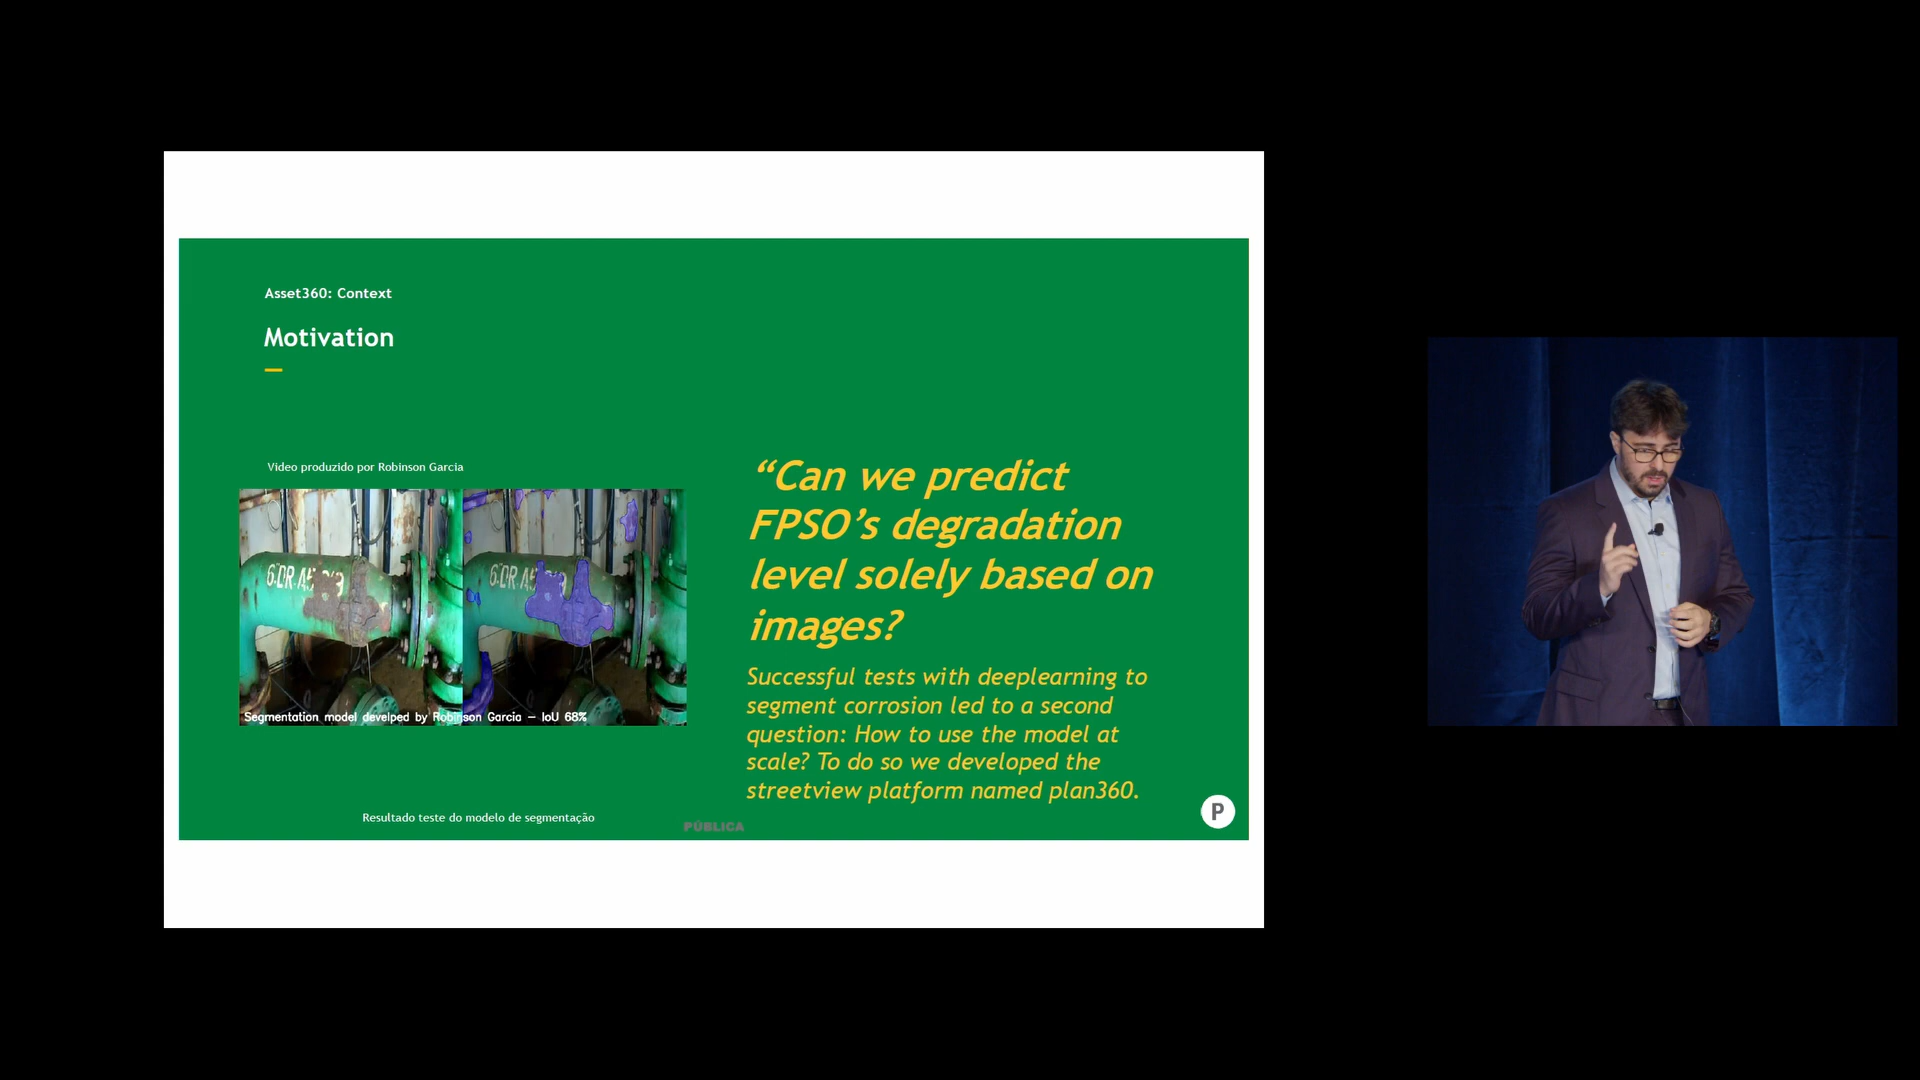 Asset360: Context
Motivation
Video produzido por Robinson Garcia
6"DR A5
6"DR A5
Segmentation model develped by Robinson Garcia – IoU 68%
Resultado teste do modelo de segmentação
“Can we predict
FPSO’s degradation
level solely based on
images?
Successful tests with deeplearning to
segment corrosion led to a second
question: How to use the model at
scale? To do so we developed the
streetview platform named plan360.
PÚBLICA
P